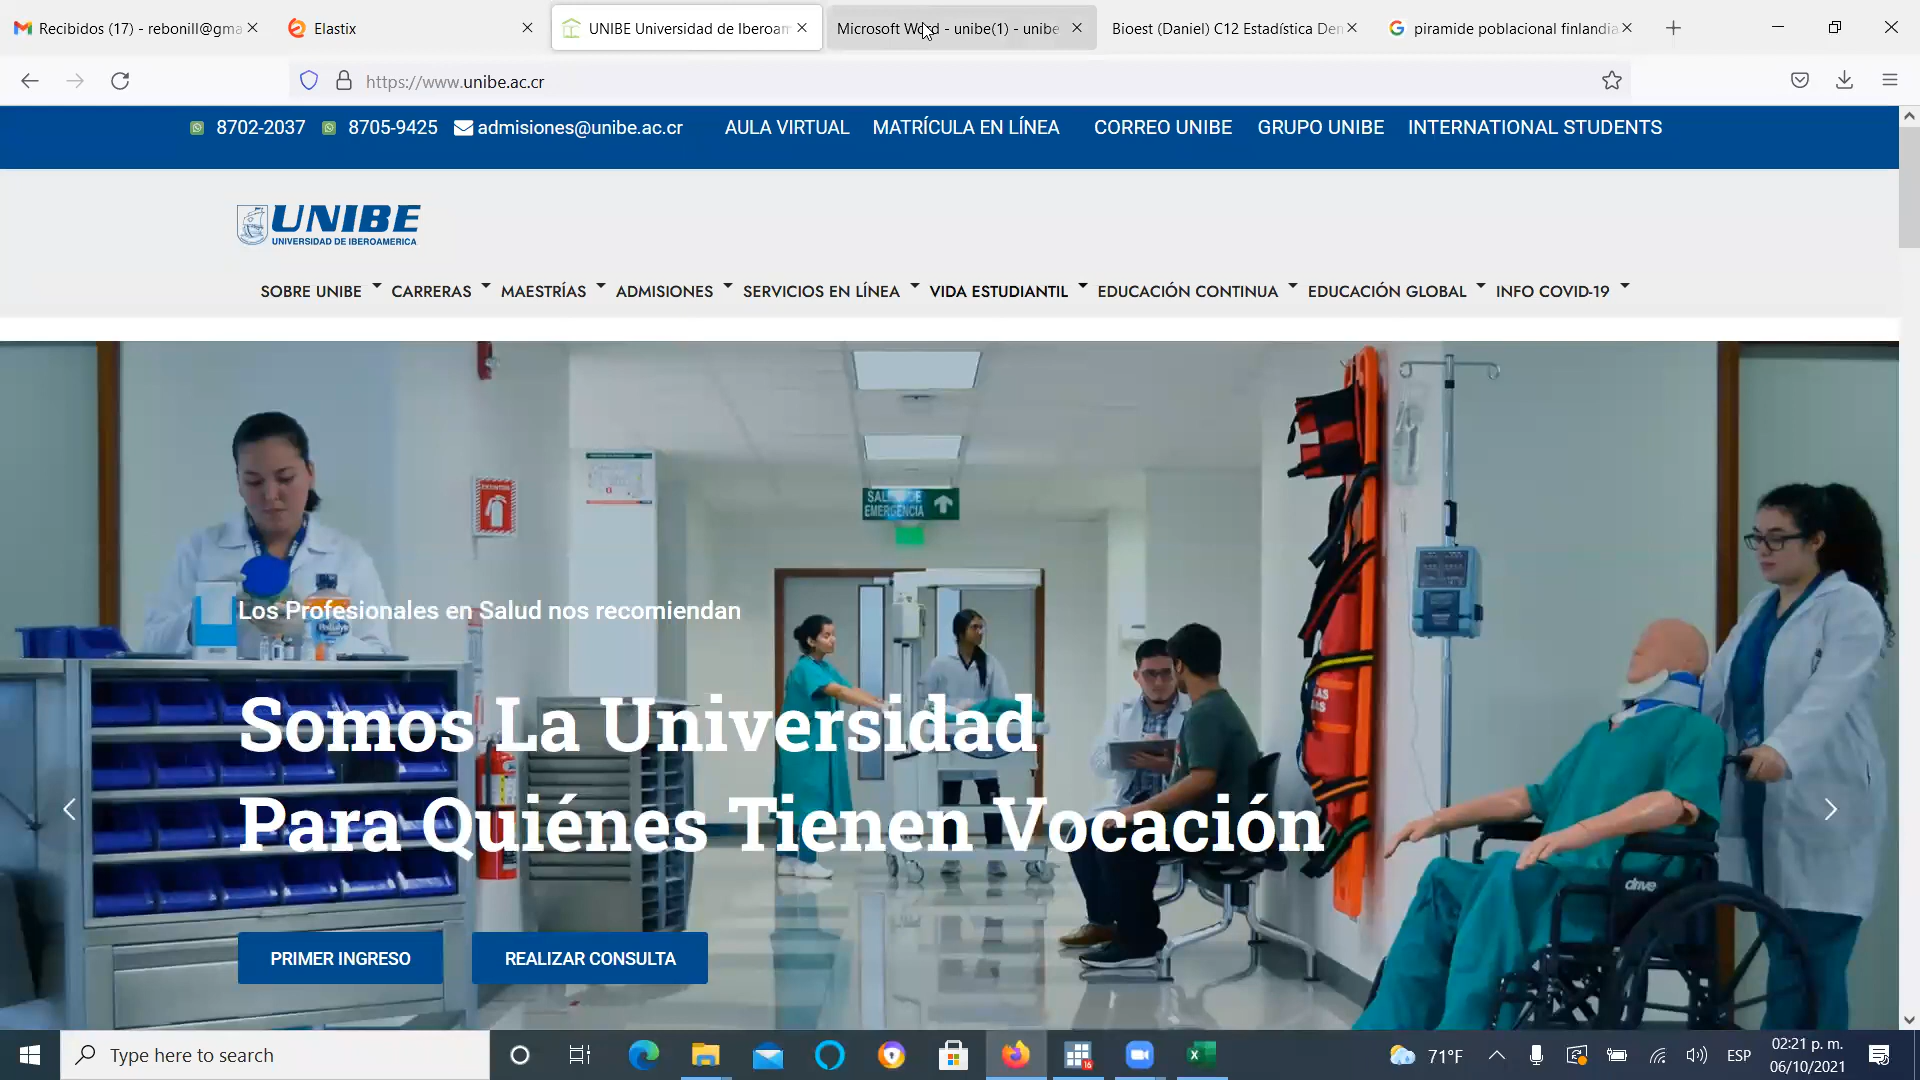 Recibidos (17) - rebonill@gma
Elastix
UNIBE Universidad de Iberoam
Microsoft Word - unibe(1) - unibe
Bioest (Daniel) C12 Estadística Den
piramide poblacional finlandia
https://www.unibe.ac.cr
8702-2037
8705-9425
admisiones@unibe.ac.cr
AULA VIRTUAL
MATRÍCULA EN LÍNEA
CORREO UNIBE
GRUPO UNIBE
INTERNATIONAL STUDENTS
UNIBE
UNIVERSIDAD DE IBEROAMERICA
SOBRE UNIBE
CARRERAS
MAESTRÍAS
ADMISIONES
SERVICIOS EN LÍNEA
VIDA ESTUDIANTIL
EDUCACIÓN CONTINUA
EDUCACIÓN GLOBAL
INFO COVID-19
SALIDA DE
EMERGENCIA
Los Profesionales en Salud nos recomiendan
Somos La Universidad
Para Quiénes Tienen Vocación
drive
PRIMER INGRESO
REALIZAR CONSULTA
Type here to search
16
71°F
ESP
02:21 p. m.
06/10/2021